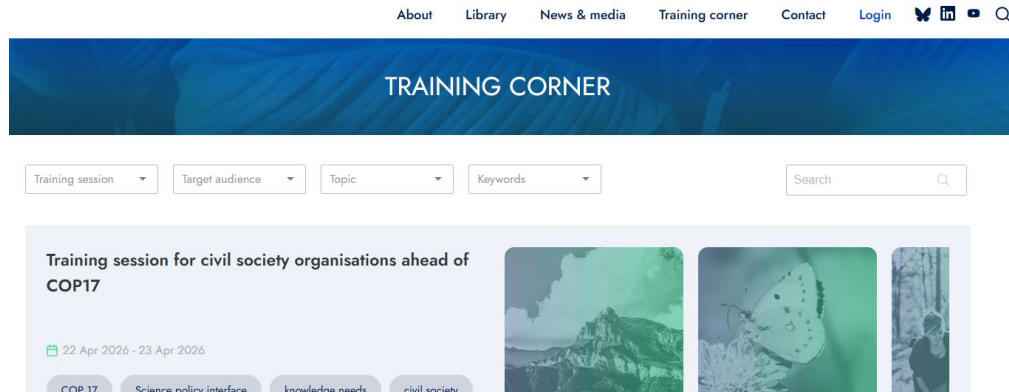 About Library News & media Training corner Contact Login
TRAINING CORNER
Training session Target audience Topic Keywords Search
Training session for civil society organisations ahead of
COP17
22 Apr 2026 - 23 Apr 2026
COP 17 Science policy interface knowledge needs civil society